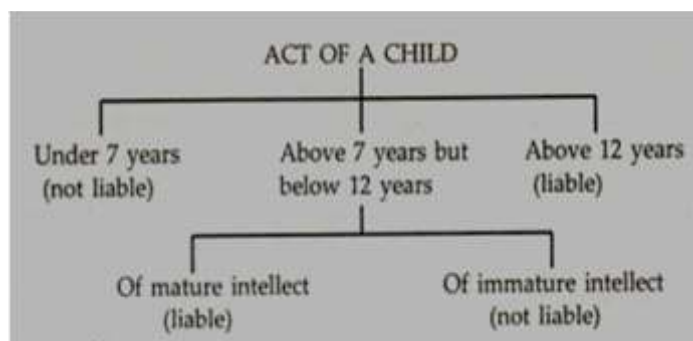 ACT OF A CHILD
Under 7 years
(not liable)
Above 7 years but
below 12 years
Above 12 years
(liable)
Of mature intellect
(liable)
Of immature intellect
(not liable)